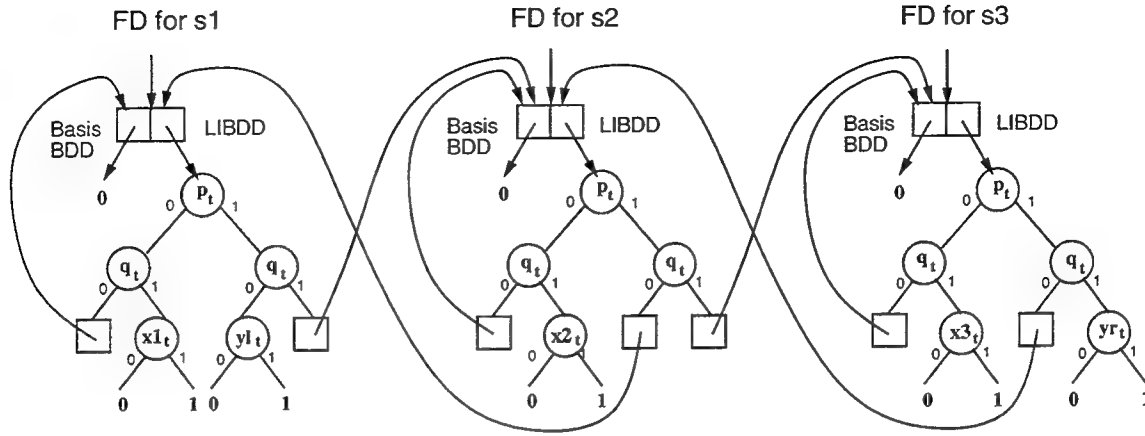 FD for s1 FD for s2 FD for s3
Basis BDD LIBDD Basis BDD LIBDD Basis BDD LIBDD
0 0 0
p_t p_t p_t
0 1 0 1 0 1
q_t q_t q_t q_t q_t q_t
0 1 0 1 0 1 0 1 0 1 0 1
x1_t yl_t x2_t x3_t yr_t
0 1 0 1 0 1 0 1 0 1
0 1 0 1 0 1 0 1 0 1